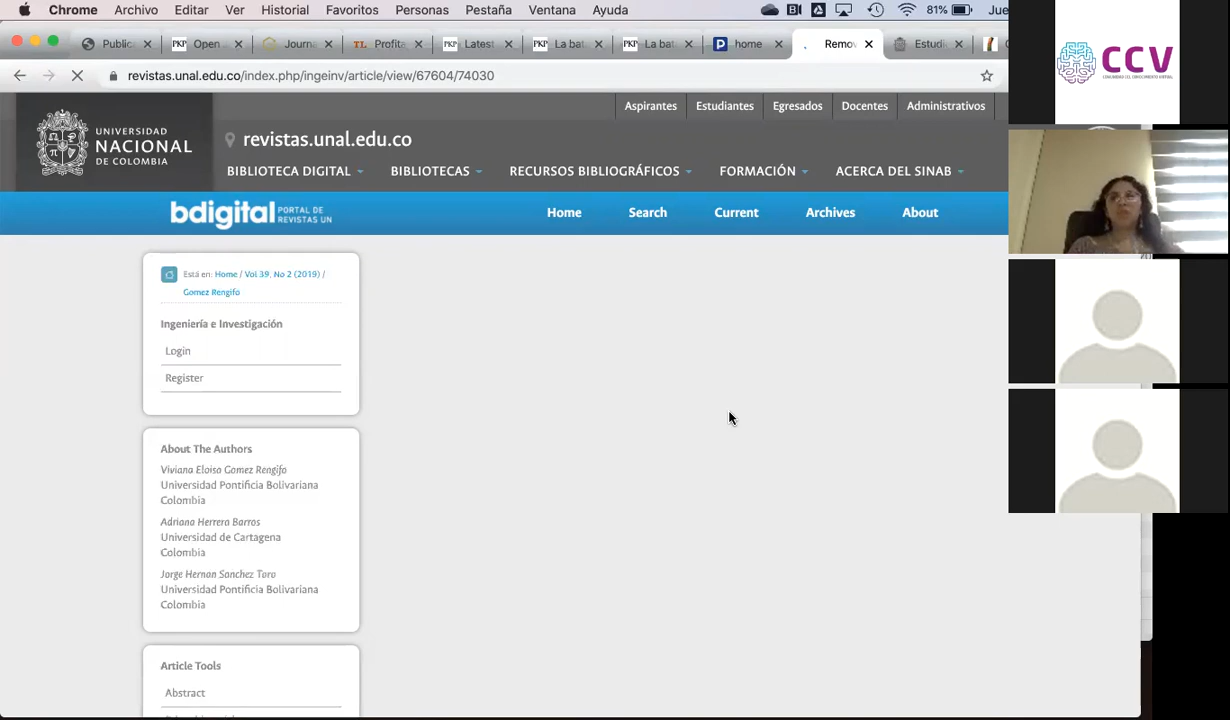 Chrome Archivo Editar Ver Historial Favoritos Personas Pestaña Ventana Ayuda 81% Jue
Public Open Journa Profita Latest La bat La bat home Remov Estudi
revistas.unal.edu.co/index.php/ingeinv/article/view/67604/74030
Aspirantes Estudiantes Egresados Docentes Administrativos
UNIVERSIDAD
NACIONAL
DE COLOMBIA
revistas.unal.edu.co
BIBLIOTECA DIGITAL BIBLIOTECAS RECURSOS BIBLIOGRÁFICOS FORMACIÓN ACERCA DEL SINAB
bdigital PORTAL DE
REVISTAS UN
Home Search Current Archives About
Está en: Home / Vol 39, No 2 (2019) /
Gomez Rengifo
Ingeniería e Investigación
Login
Register
About The Authors
Viviana Eloisa Gomez Rengifo
Universidad Pontificia Bolivariana
Colombia
Adriana Herrera Barros
Universidad de Cartagena
Colombia
Jorge Hernan Sanchez Toro
Universidad Pontificia Bolivariana
Colombia
Article Tools
Abstract
CCV